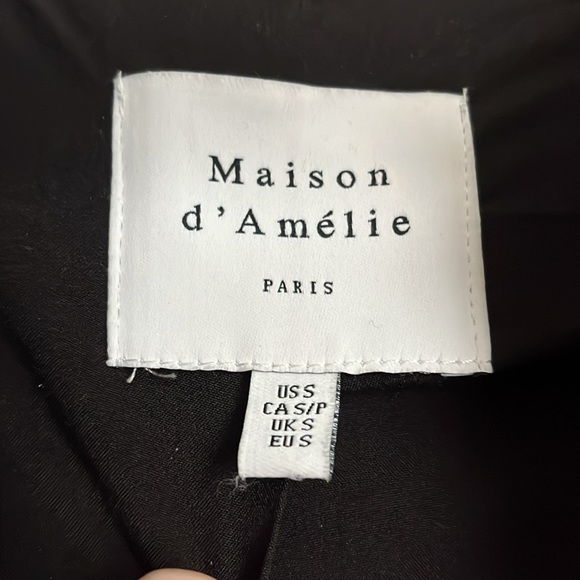 Maison
d'Amélie
PARIS
US S
CA S/P
UK S
EU S